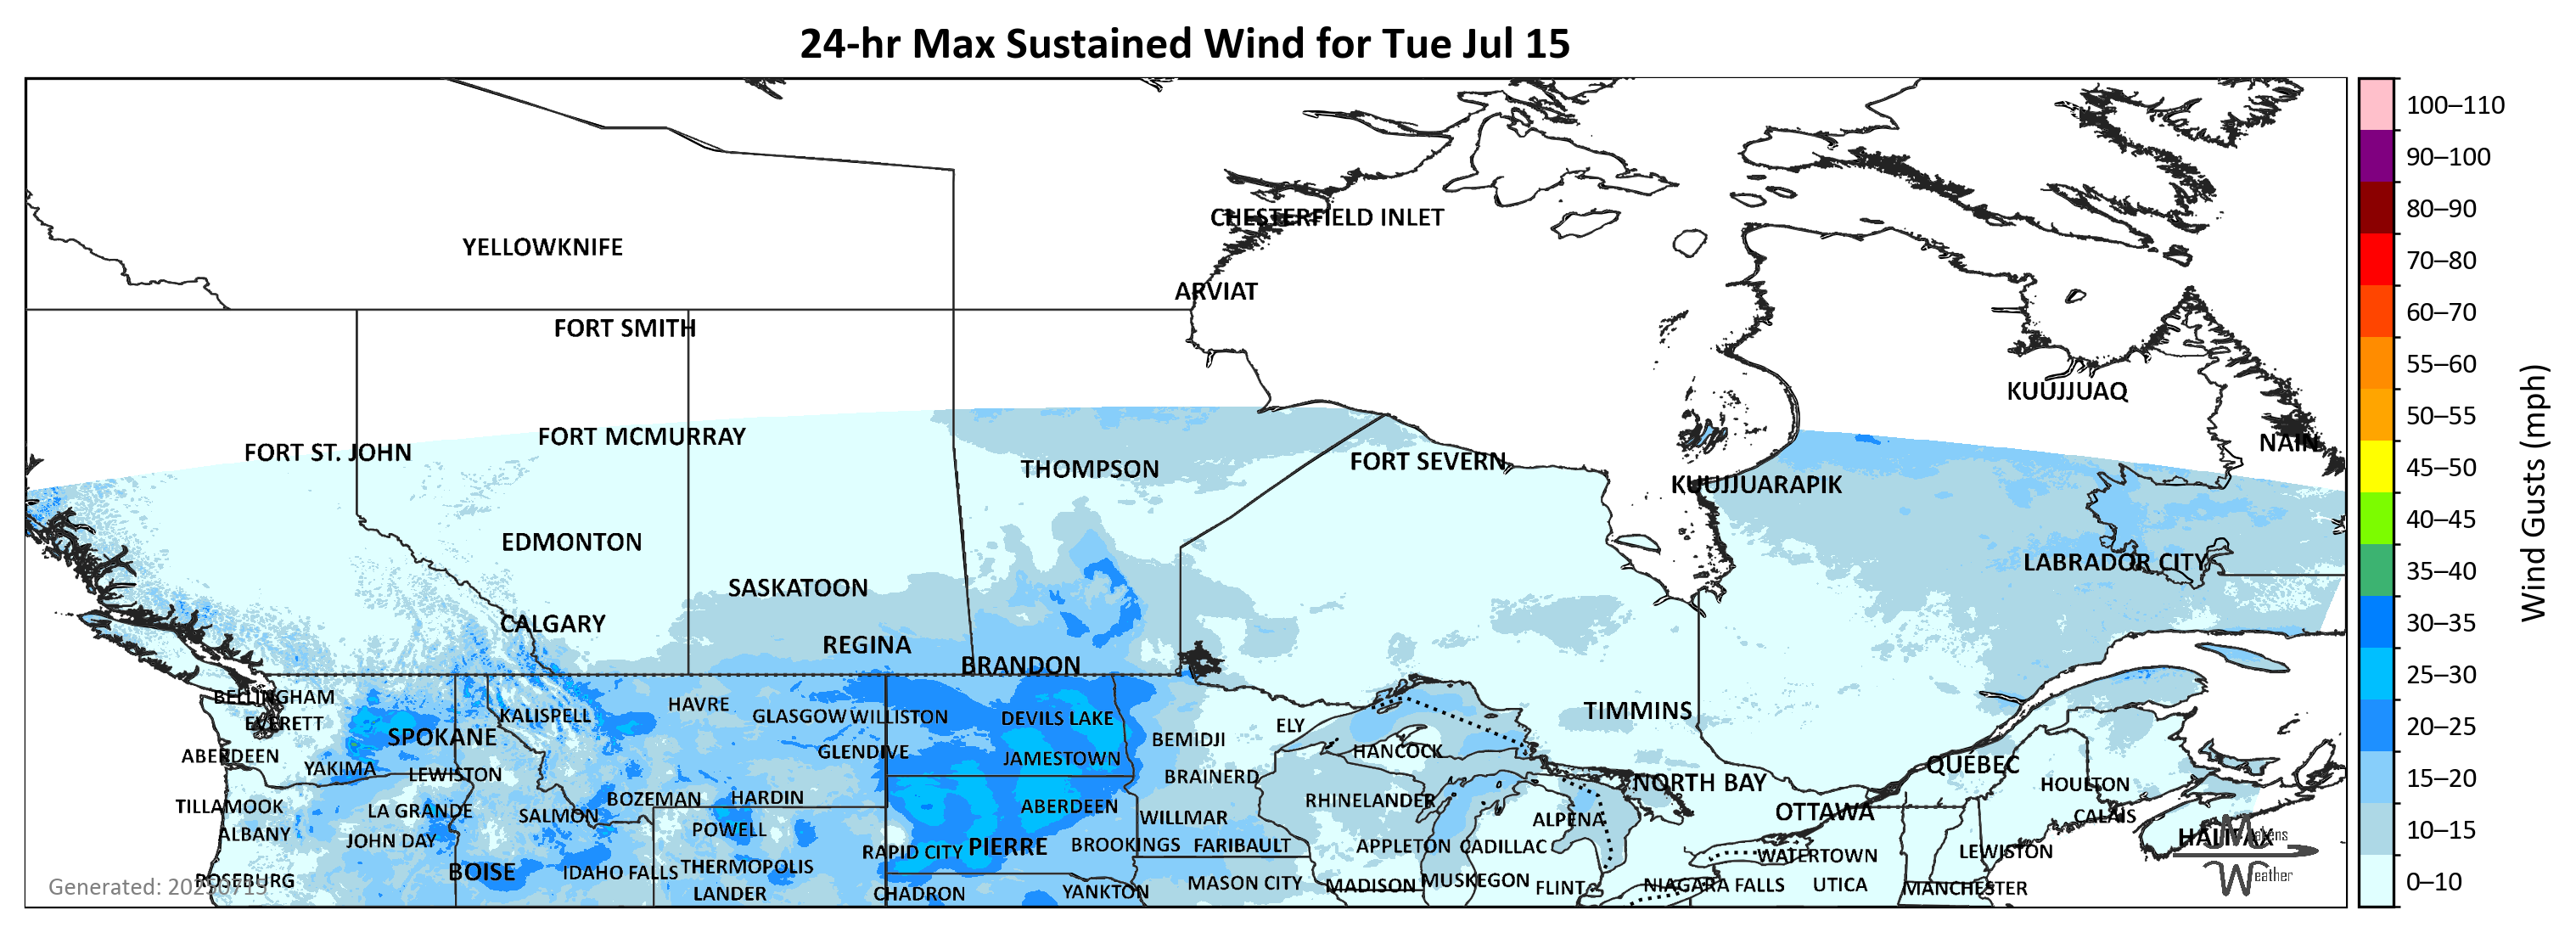 24-hr Max Sustained Wind for Tue Jul 15
CHESTERFIELD INLET
YELLOWKNIFE
ARVIAT
FORT SMITH
KUUJJUAQ
FORT MCMURRAY
NAIN
FORT ST. JOHN
FORT SEVERN
THOMPSON
KUUJJUARAPIK
EDMONTON
LABRADOR CITY
SASKATOON
CALGARY
REGINA
BRANDON
BELLINGHAM
HAVRE
TIMMINS
KALISPELL
GLASGOW
WILLISTON
DEVILS LAKE
EVERETT
ELY
SPOKANE
BEMIDJI
HANCOCK
GLENDIVE
ABERDEEN
JAMESTOWN
QUEBEC
YAKIMA
LEWISTON
BRAINERD
NORTH BAY
HOULTON
BOZEMAN
HARDIN
RHINELANDER
TILLAMOOK
ABERDEEN
LA GRANDE
SALMON
OTTAWA
CALAIS
WILLMAR
ALPENA
POWELL
ALBANY
HALIFAX
JOHN DAY
BROOKINGS
FARIBAULT
APPLETON
CADILLAC
PIERRE
RAPID CITY
LEWISTON
WATERTOWN
THERMOPOLIS
BOISE
IDAHO FALLS
ROSEBURG
MUSKEGON
MASON CITY
MADISON
NIAGARA FALLS
UTICA
FLINT
MANCHESTER
LANDER
CHADRON
YANKTON
Generated: 20250715
Weather
100–110
90–100
80–90
70–80
60–70
55–60
50–55
45–50
40–45
35–40
30–35
25–30
20–25
15–20
10–15
0–10
Wind Gusts (mph)